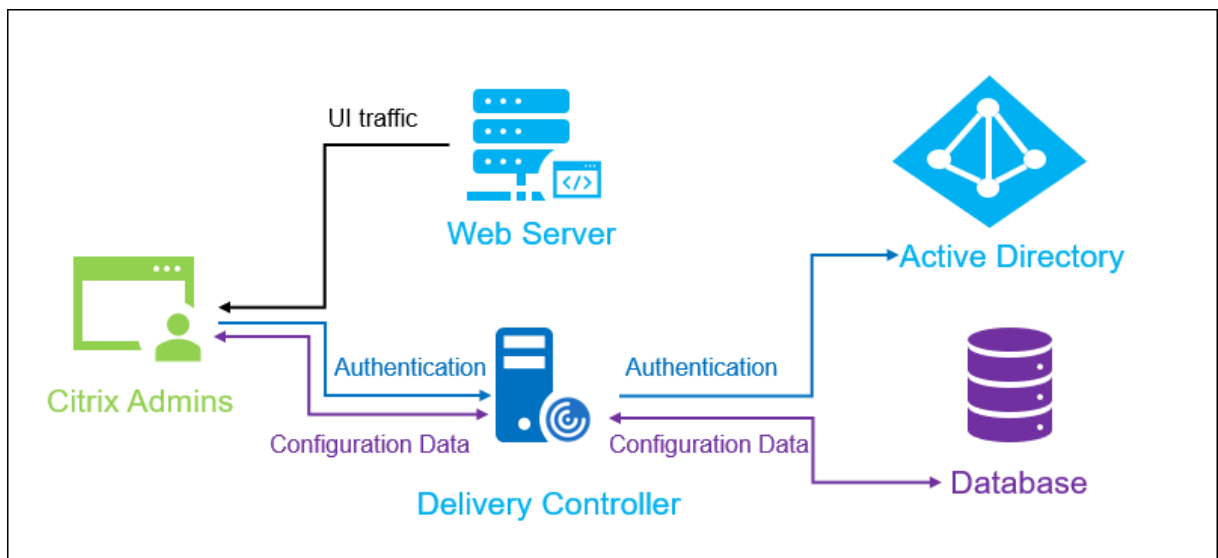 UI traffic
</>
Web Server
Active Directory
Authentication
Authentication
Citrix Admins
Configuration Data
Configuration Data
Database
Delivery Controller